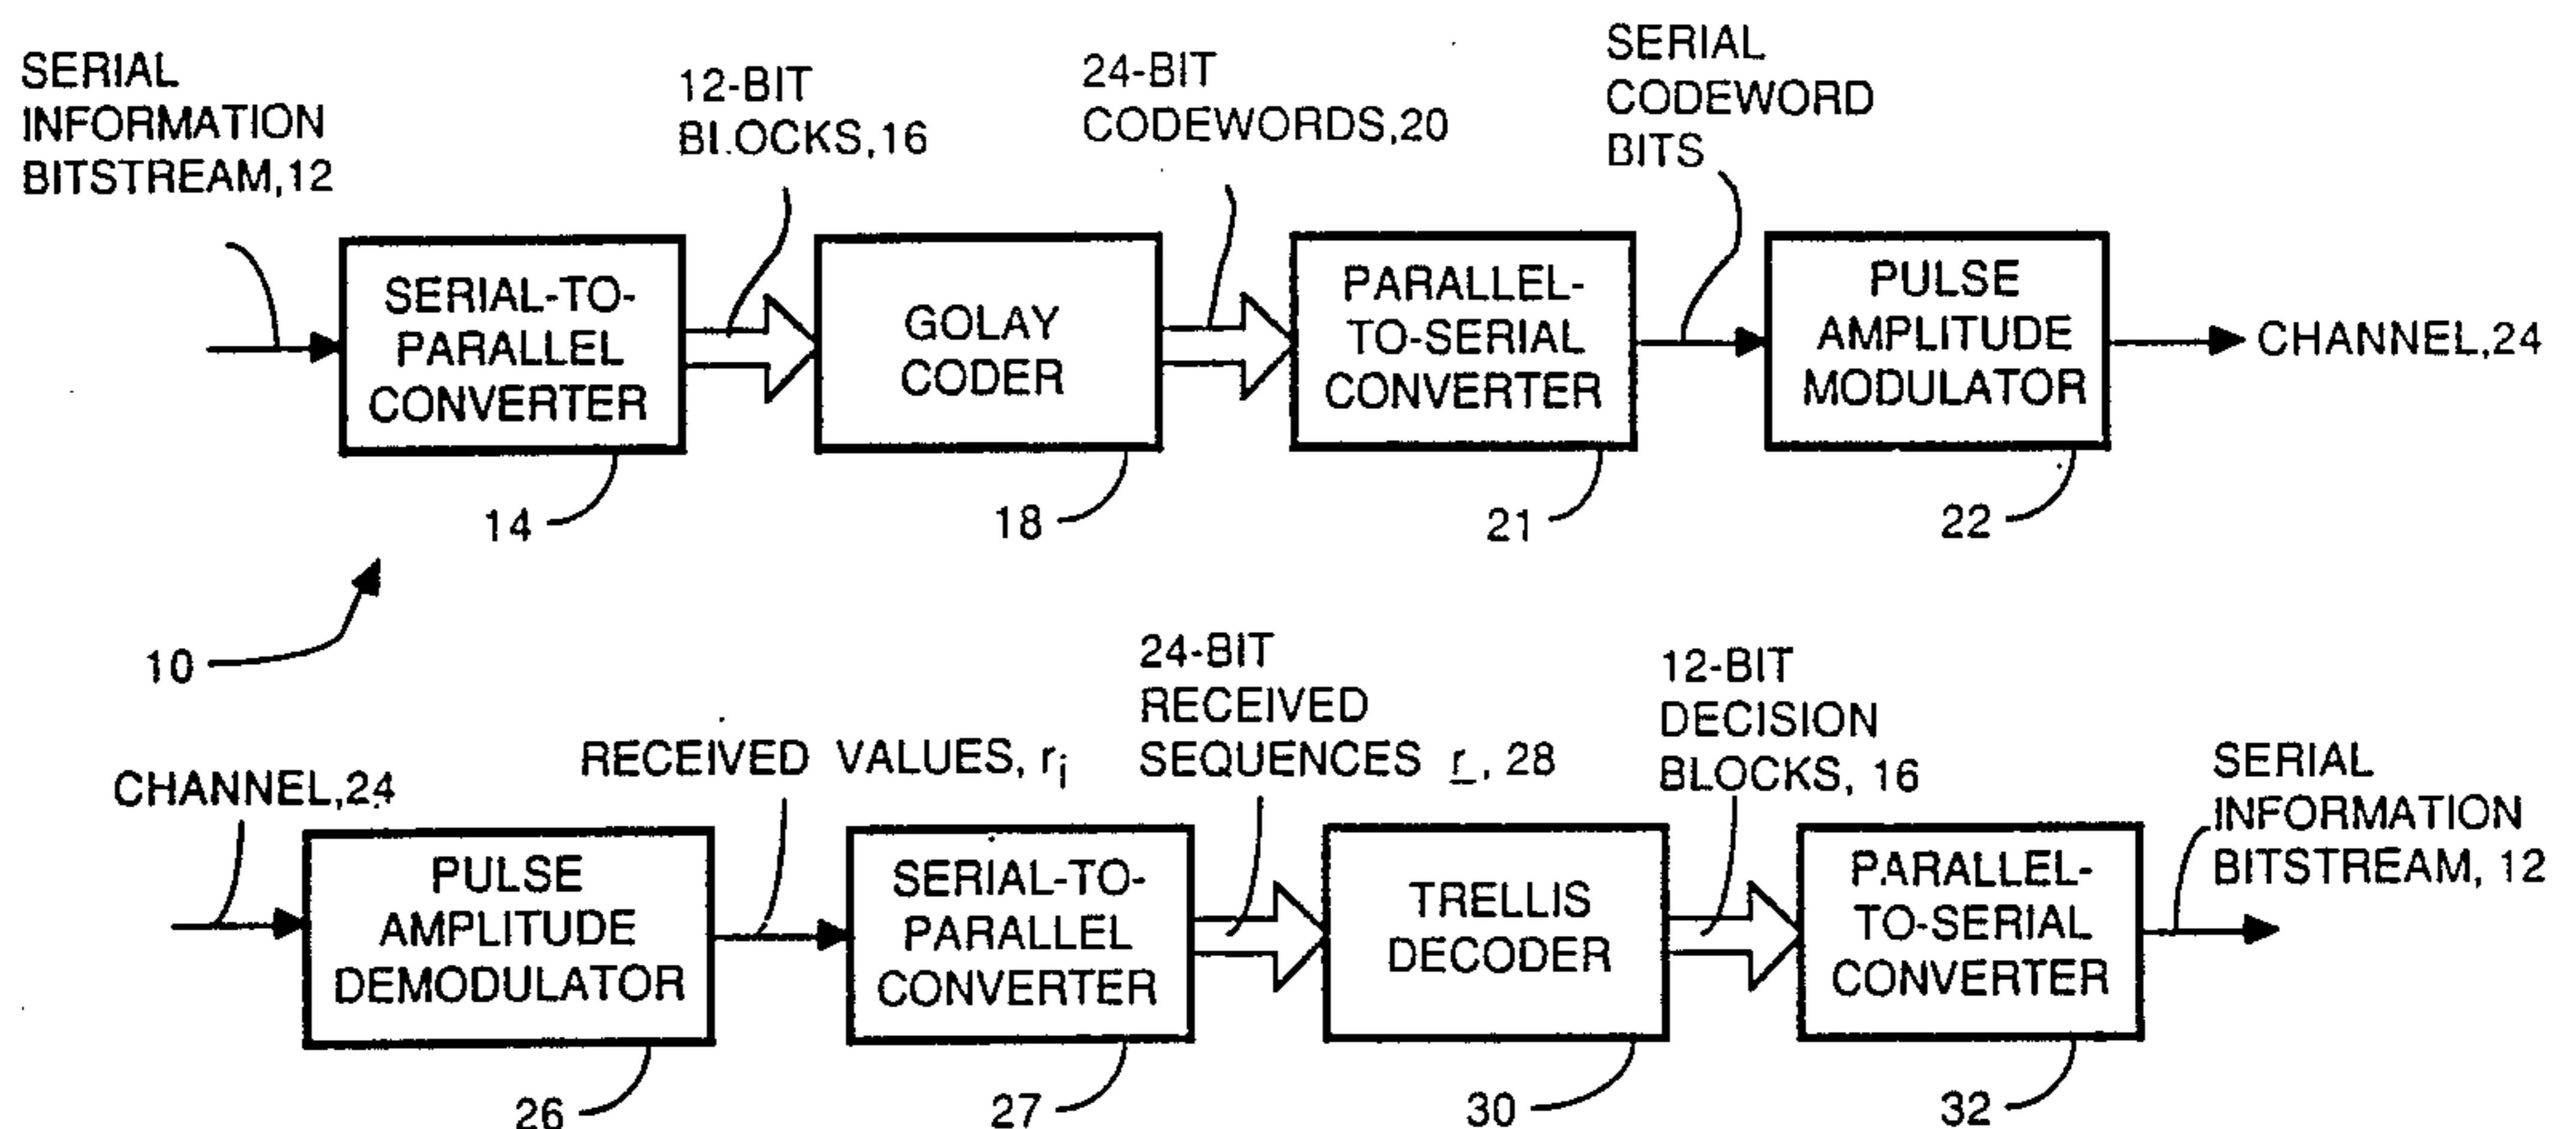 SERIAL
INFORMATION
BITSTREAM,12
12-BIT
BLOCKS,16
24-BIT
CODEWORDS,20
SERIAL
CODEWORD
BITS
SERIAL-TO-
PARALLEL
CONVERTER
GOLAY
CODER
PARALLEL-
TO-SERIAL
CONVERTER
PULSE
AMPLITUDE
MODULATOR
CHANNEL,24
14
18
21
22
10
CHANNEL,24
RECEIVED VALUES, ri
24-BIT
RECEIVED
SEQUENCES r, 28
12-BIT
DECISION
BLOCKS, 16
SERIAL
INFORMATION
BITSTREAM, 12
PULSE
AMPLITUDE
DEMODULATOR
SERIAL-TO-
PARALLEL
CONVERTER
TRELLIS
DECODER
PARALLEL-
TO-SERIAL
CONVERTER
26
27
30
32